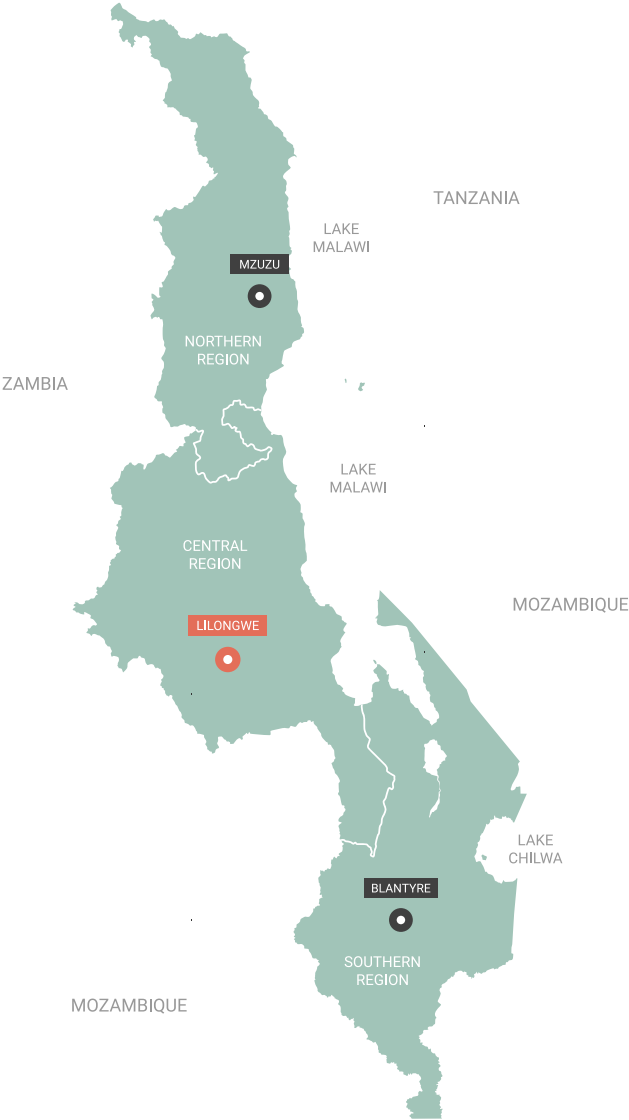 TANZANIA
LAKE
MALAWI
MZUZU
NORTHERN
REGION
ZAMBIA
LAKE
MALAWI
CENTRAL
REGION
MOZAMBIQUE
LILONGWE
LAKE
CHILWA
BLANTYRE
SOUTHERN
REGION
MOZAMBIQUE